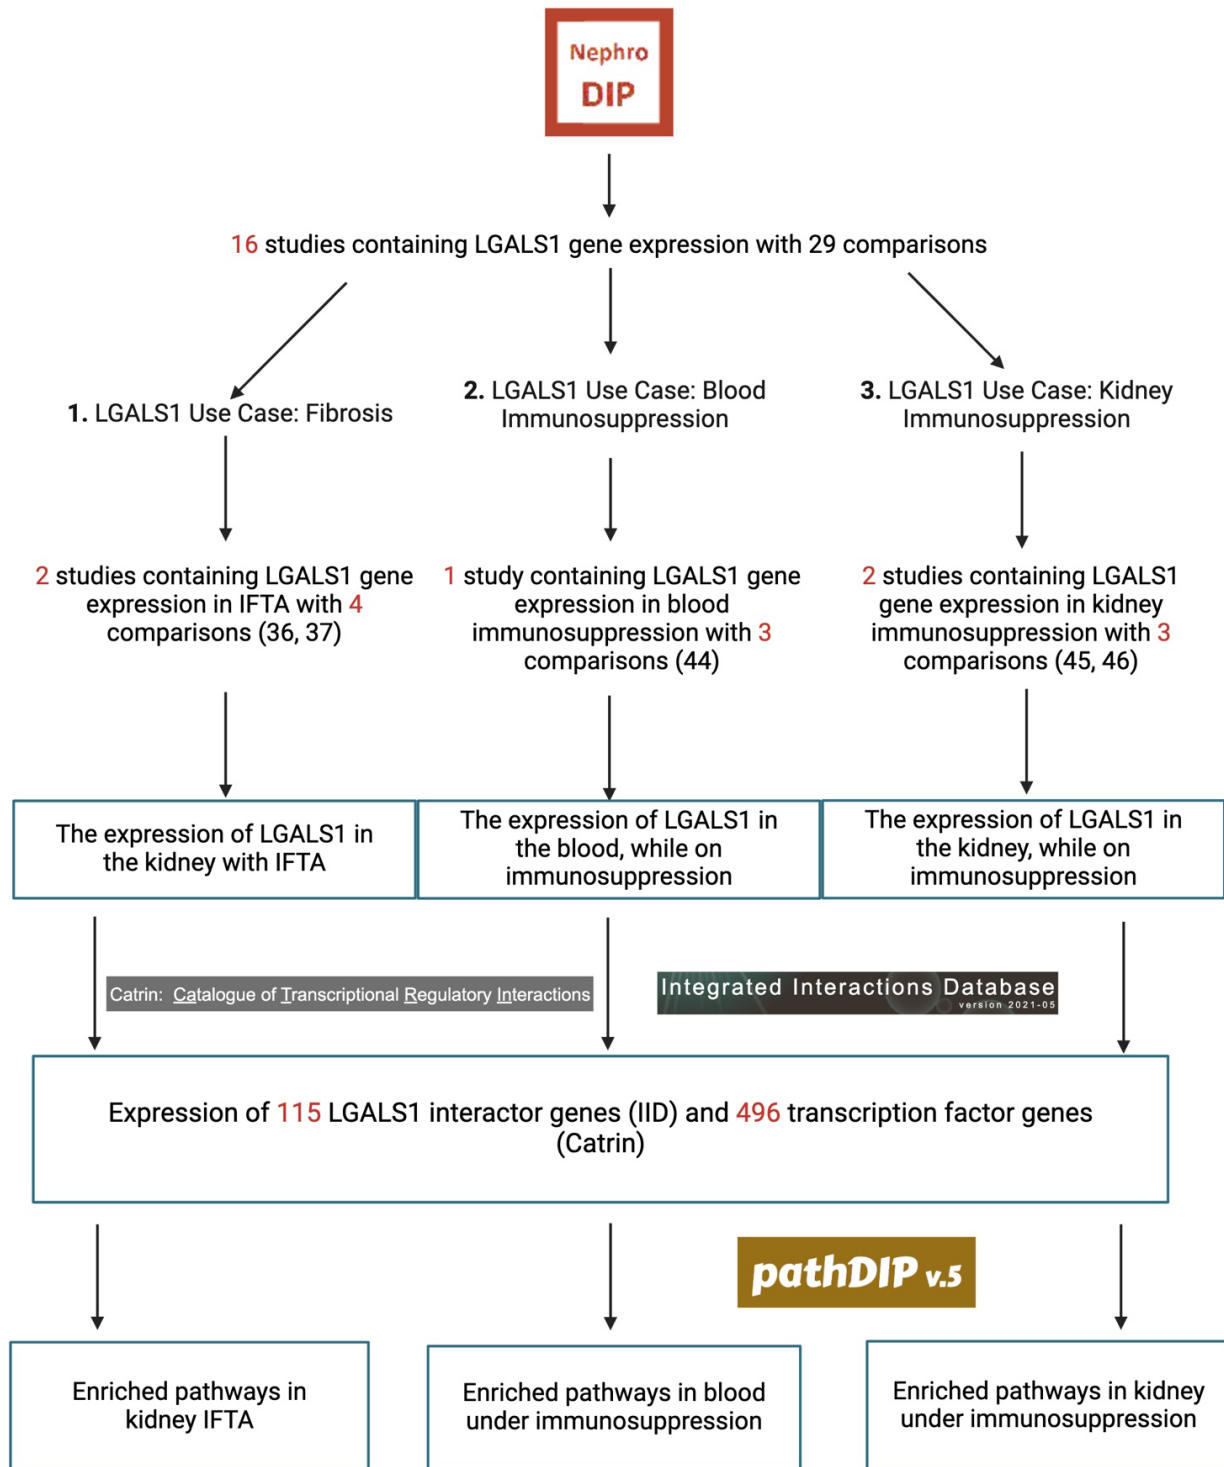 Nephro
DIP
16 studies containing LGALS1 gene expression with 29 comparisons
1. LGALS1 Use Case: Fibrosis
2. LGALS1 Use Case: Blood
Immunosuppression
3. LGALS1 Use Case: Kidney
Immunosuppression
2 studies containing LGALS1 gene
expression in IFTA with 4
comparisons (36, 37)
1 study containing LGALS1 gene
expression in blood
immunosuppression with 3
comparisons (44)
2 studies containing LGALS1
gene expression in kidney
immunosuppression with 3
comparisons (45, 46)
The expression of LGALS1 in
the kidney with IFTA
The expression of LGALS1 in
the blood, while on
immunosuppression
The expression of LGALS1 in
the kidney, while on
immunosuppression
Catrin: Catalogue of Transcriptional Regulatory Interactions
Integrated Interactions Database
version 2021-05
Expression of 115 LGALS1 interactor genes (IID) and 496 transcription factor genes
(Catrin)
pathDIP v.5
Enriched pathways in
kidney IFTA
Enriched pathways in blood
under immunosuppression
Enriched pathways in kidney
under immunosuppression